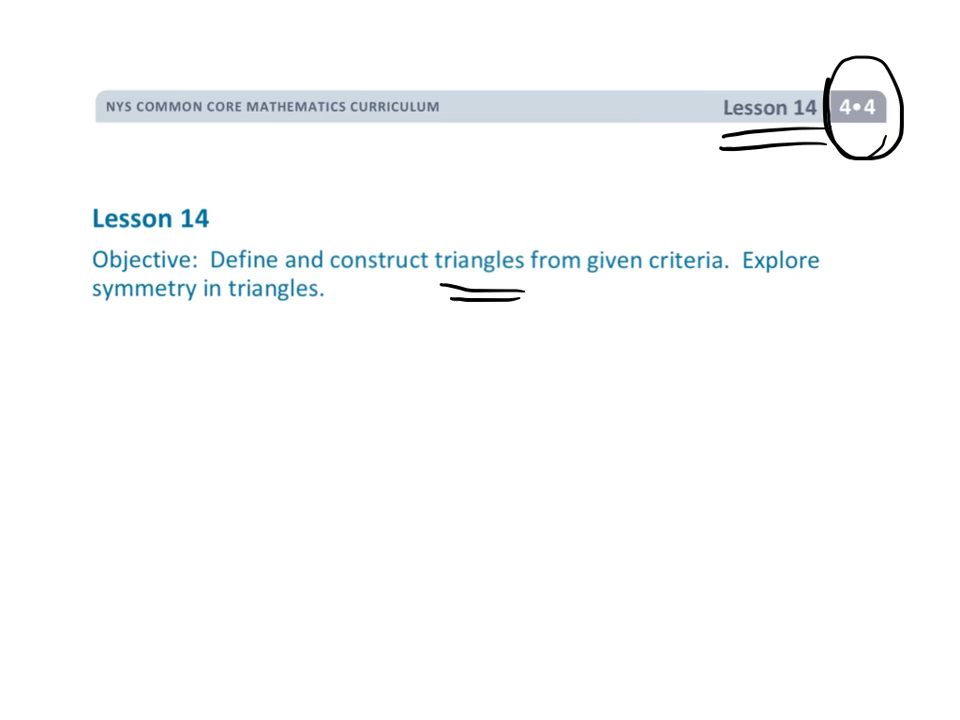 NYS COMMON CORE MATHEMATICS CURRICULUM Lesson 14 4•4
Lesson 14
Objective: Define and construct triangles from given criteria. Explore
symmetry in triangles.